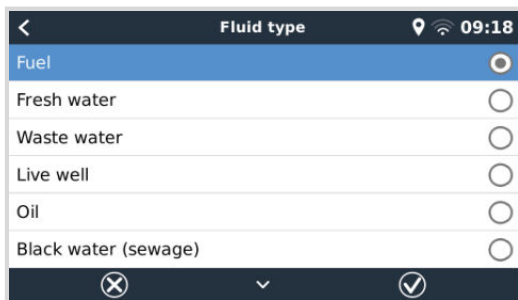 Fluid type 09:18
Fuel
Fresh water
Waste water
Live well
Oil
Black water (sewage)